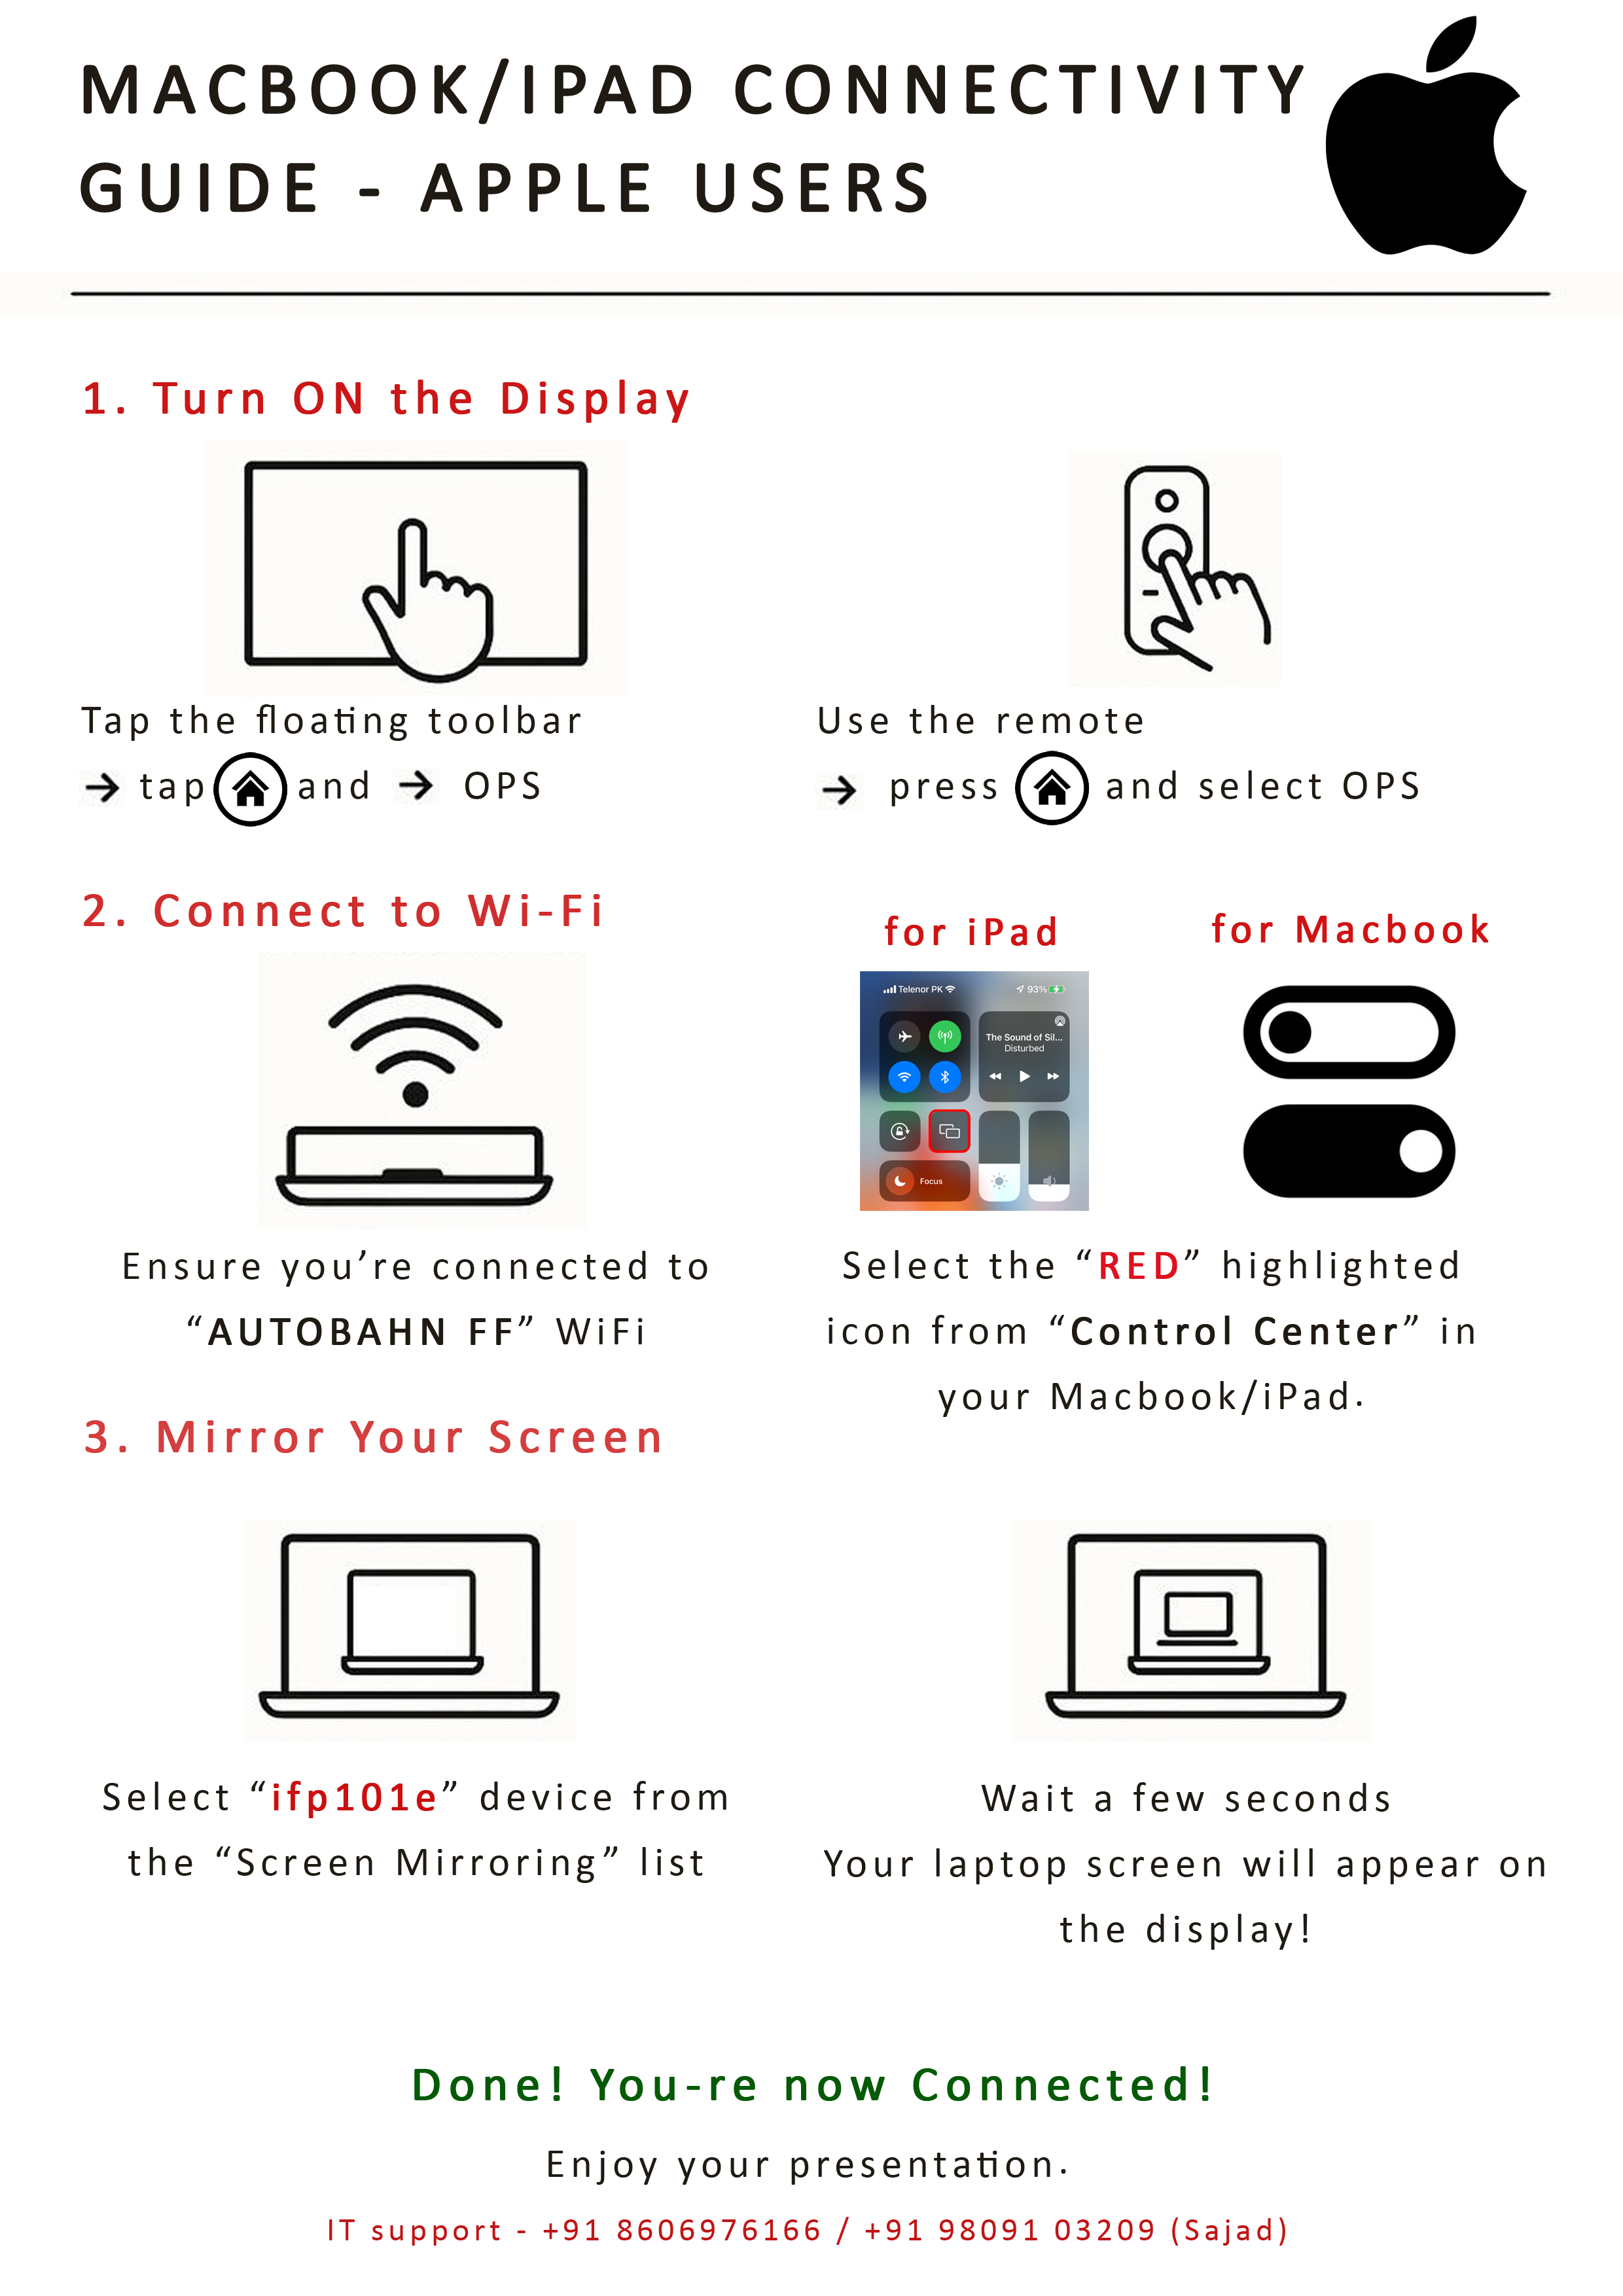 MACBOOK/IPAD CONNECTIVITY
GUIDE - APPLE USERS
1. Turn ON the Display
Tap the floating toolbar
→ tap and → OPS
Use the remote
→ press and select OPS
2. Connect to Wi-Fi
Ensure you’re connected to
“AUTOBAHN FF” WiFi
for iPad
for Macbook
Telenor PK
93%
The Sound of Sil...
Disturbed
Focus
Select the “RED” highlighted
icon from “Control Center” in
your Macbook/iPad.
3. Mirror Your Screen
Select “ifp101e” device from
the “Screen Mirroring” list
Wait a few seconds
Your laptop screen will appear on
the display!
Done! You-re now Connected!
Enjoy your presentation.
IT support - +91 8606976166 / +91 98091 03209 (Sajad)